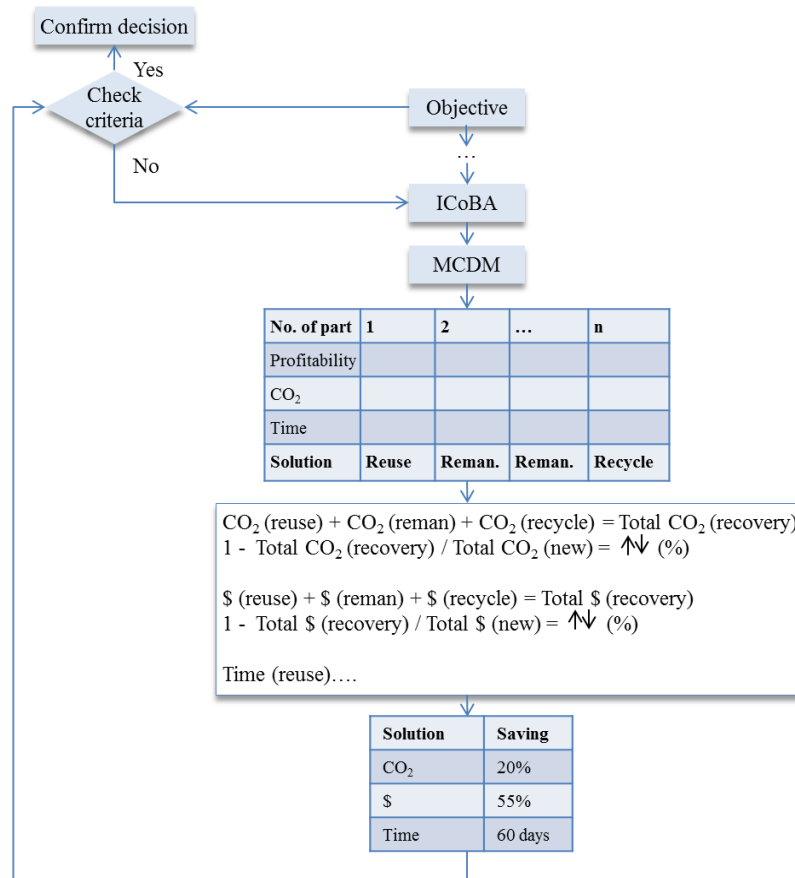 Confirm decision
Yes
Check
criteria
Objective
...
No
ICoBA
MCDM
No. of part 1 2 ... n
Profitability
CO₂
Time
Solution Reuse Reman. Reman. Recycle
CO₂ (reuse) + CO₂ (reman) + CO₂ (recycle) = Total CO₂ (recovery)
1 - Total CO₂ (recovery) / Total CO₂ (new) = ↑↓ (%)
$ (reuse) + $ (reman) + $ (recycle) = Total $ (recovery)
1 - Total $ (recovery) / Total $ (new) = ↑↓ (%)
Time (reuse)....
Solution Saving
CO₂ 20%
$ 55%
Time 60 days